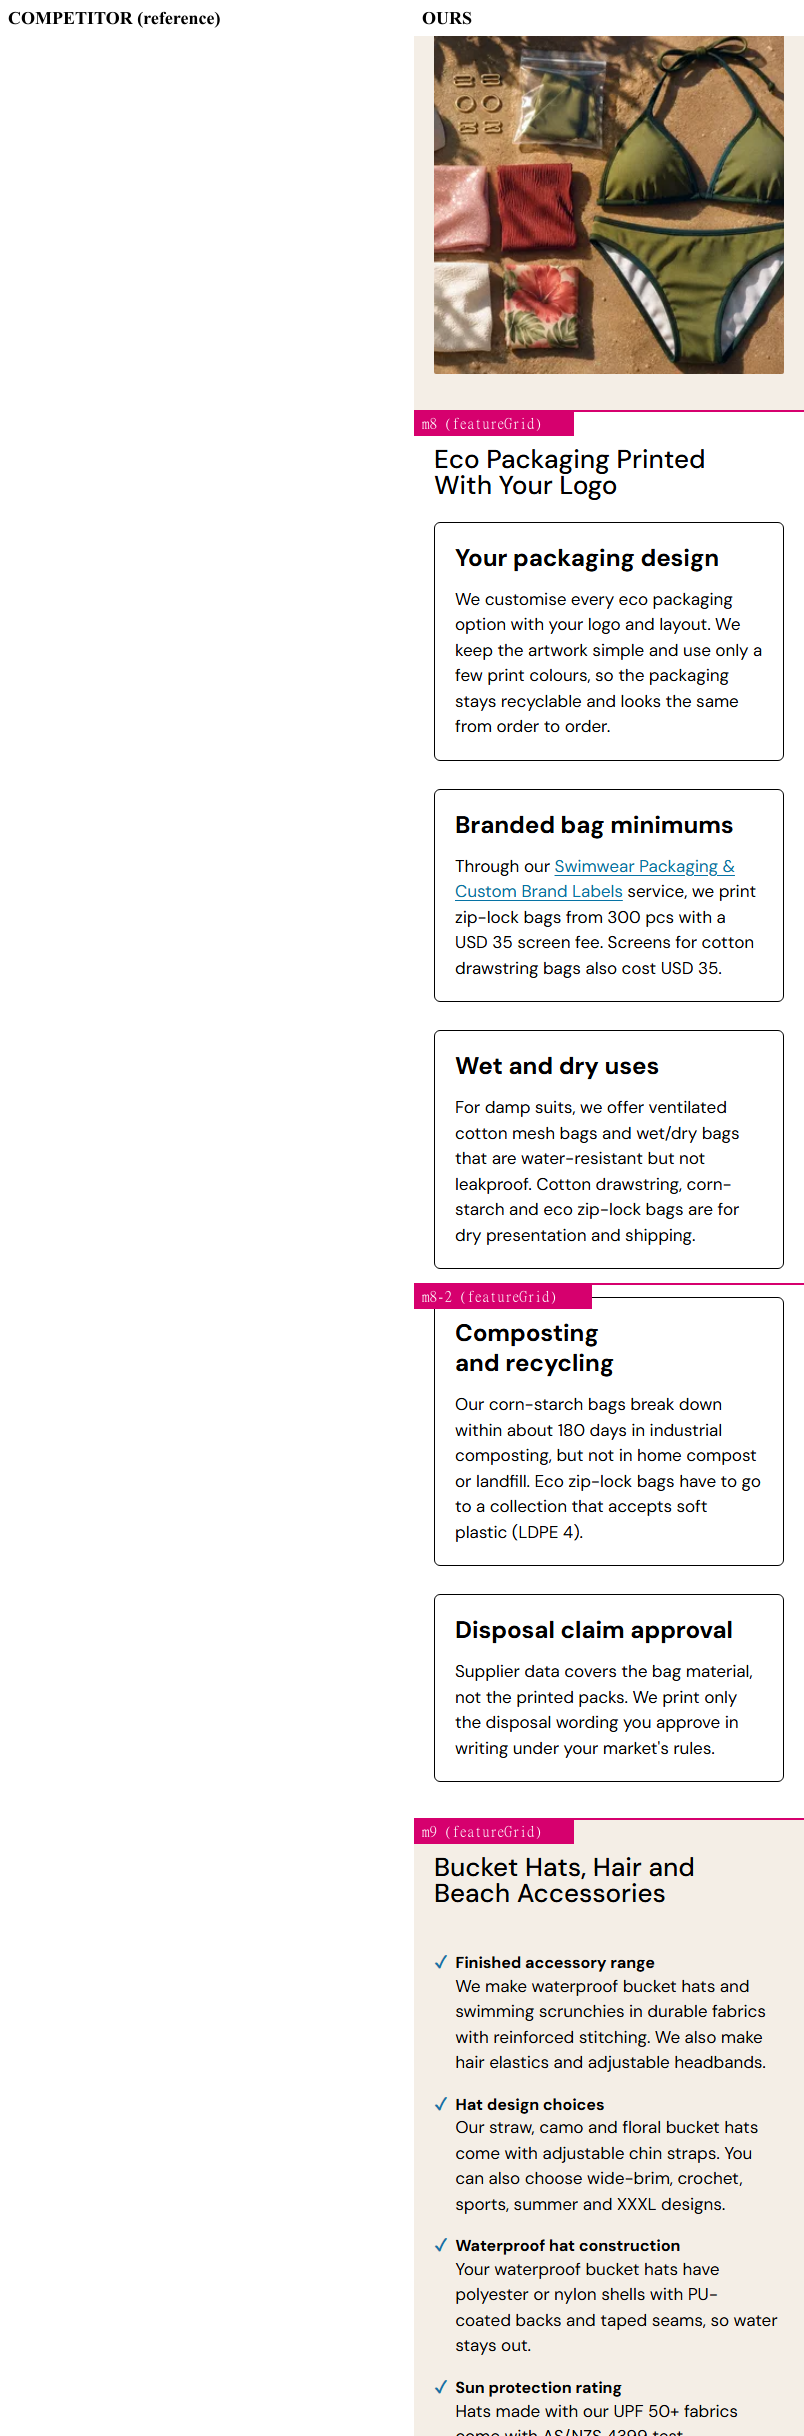 COMPETITOR (reference)
OURS
m8 (featureGrid)
Eco Packaging Printed
With Your Logo
Your packaging design
We customise every eco packaging
option with your logo and layout. We
keep the artwork simple and use only a
few print colours, so the packaging
stays recyclable and looks the same
from order to order.
Branded bag minimums
Through our Swimwear Packaging &
Custom Brand Labels service, we print
zip-lock bags from 300 pcs with a
USD 35 screen fee. Screens for cotton
drawstring bags also cost USD 35.
Wet and dry uses
For damp suits, we offer ventilated
cotton mesh bags and wet/dry bags
that are water-resistant but not
leakproof. Cotton drawstring, corn-
starch and eco zip-lock bags are for
dry presentation and shipping.
m8-2 (featureGrid)
Composting
and recycling
Our corn-starch bags break down
within about 180 days in industrial
composting, but not in home compost
or landfill. Eco zip-lock bags have to go
to a collection that accepts soft
plastic (LDPE 4).
Disposal claim approval
Supplier data covers the bag material,
not the printed packs. We print only
the disposal wording you approve in
writing under your market's rules.
m9 (featureGrid)
Bucket Hats, Hair and
Beach Accessories
✓ Finished accessory range
We make waterproof bucket hats and
swimming scrunchies in durable fabrics
with reinforced stitching. We also make
hair elastics and adjustable headbands.
✓ Hat design choices
Our straw, camo and floral bucket hats
come with adjustable chin straps. You
can also choose wide-brim, crochet,
sports, summer and XXXL designs.
✓ Waterproof hat construction
Your waterproof bucket hats have
polyester or nylon shells with PU-
coated backs and taped seams, so water
stays out.
✓ Sun protection rating
Hats made with our UPF 50+ fabrics
come with AS/NZS 4399 test